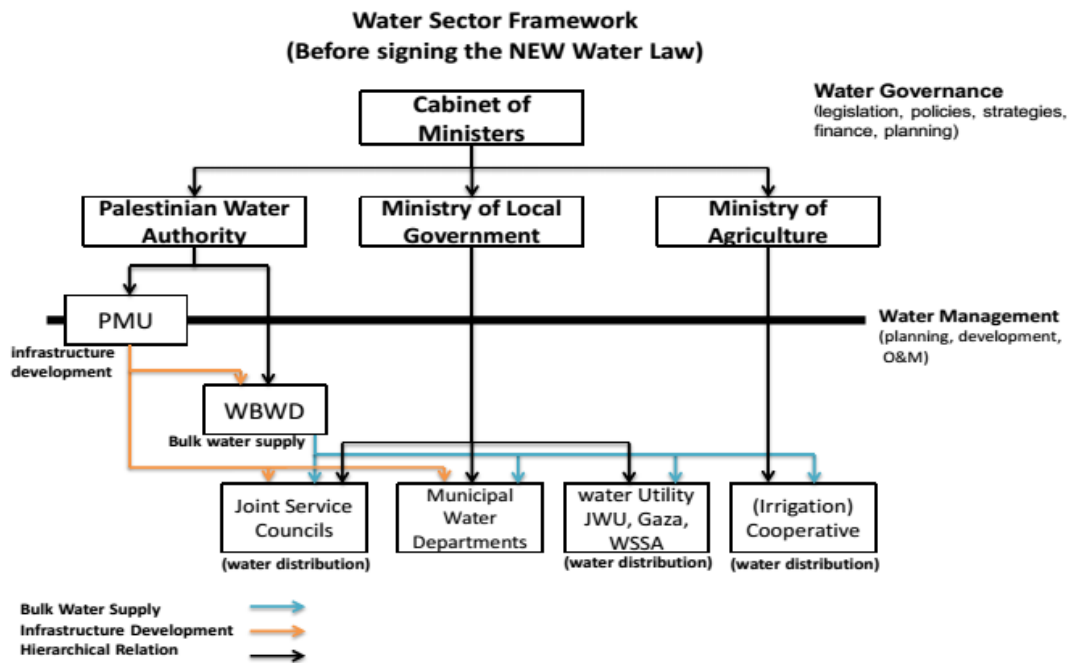 Water Sector Framework
(Before signing the NEW Water Law)
Water Governance
(legislation, policies, strategies,
finance, planning)
Cabinet of
Ministers
Palestinian Water
Authority
Ministry of Local
Government
Ministry of
Agriculture
PMU
Water Management
(planning, development,
O&M)
infrastructure
development
WBWD
Bulk water supply
Joint Service
Councils
(water distribution)
Municipal
Water
Departments
water Utility
JWU, Gaza,
WSSA
(water distribution)
(Irrigation)
Cooperative
(water distribution)
Bulk Water Supply
Infrastructure Development
Hierarchical Relation